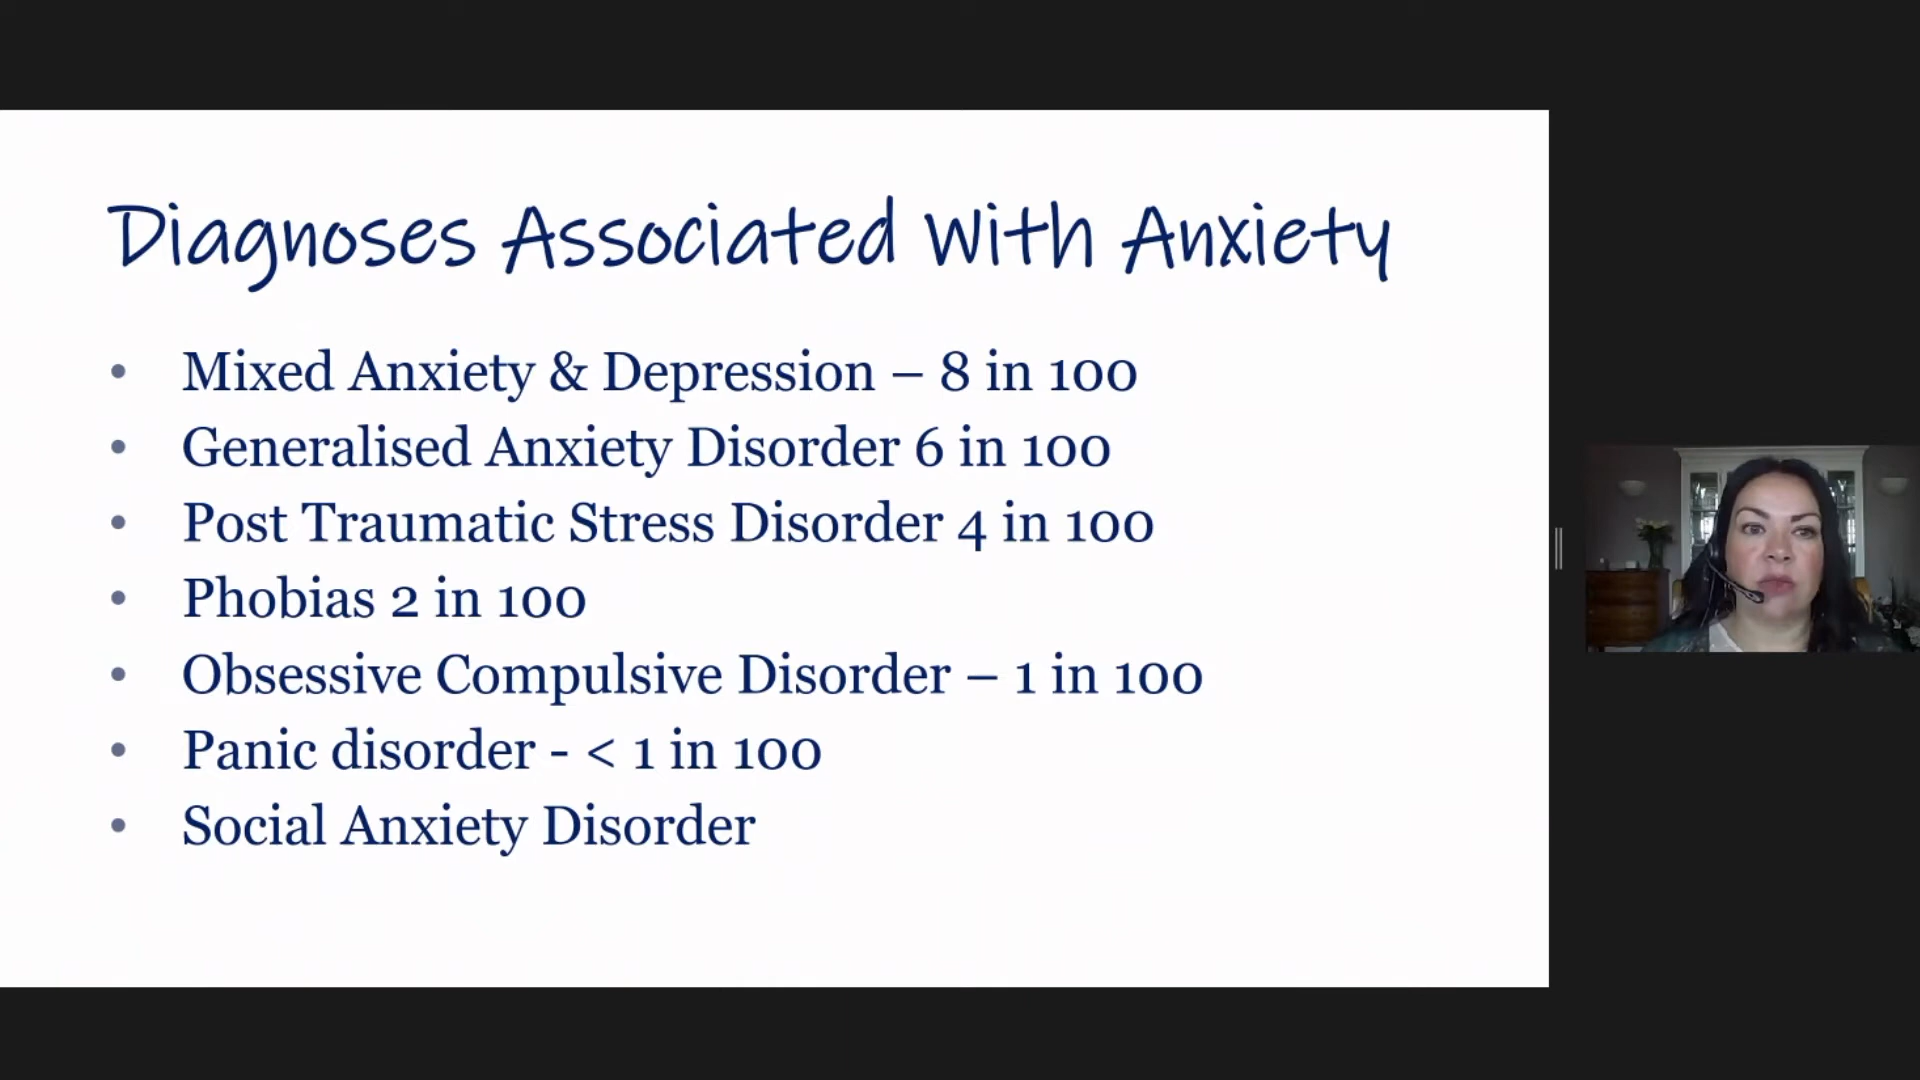 Diagnoses Associated With Anxiety
• Mixed Anxiety & Depression – 8 in 100
• Generalised Anxiety Disorder 6 in 100
• Post Traumatic Stress Disorder 4 in 100
• Phobias 2 in 100
• Obsessive Compulsive Disorder – 1 in 100
• Panic disorder - < 1 in 100
• Social Anxiety Disorder